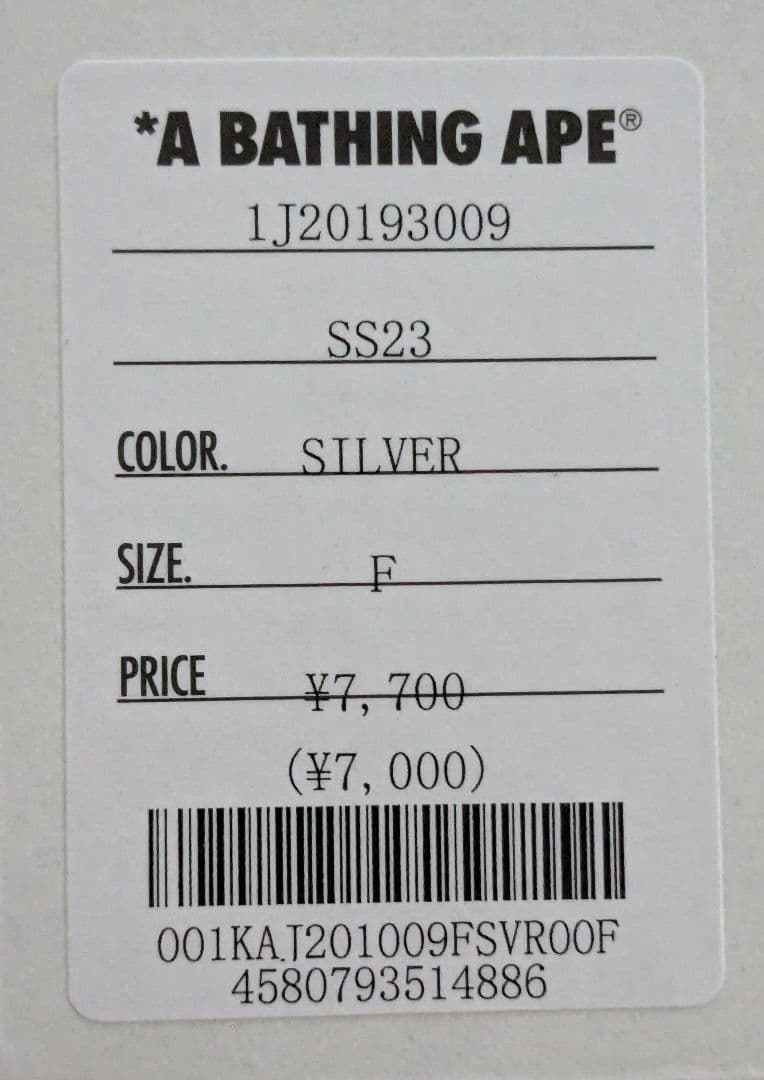 *A BATHING APE®
1J20193009
SS23
COLOR. SILVER
SIZE. F
PRICE ¥7,700
(¥7,000)
001KAJ201009FSVR00F
4580793514886